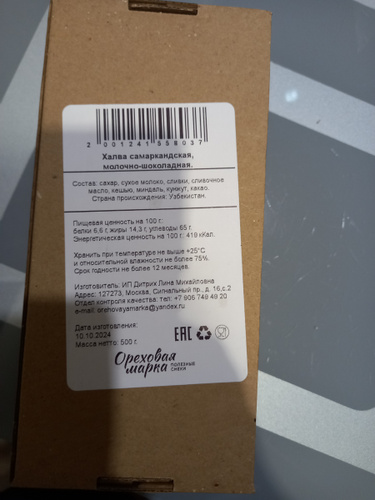 2 001241 558037
Халва самаркандская,
молочно-шоколадная.
Состав: сахар, сухое молоко, сливки, сливочное
масло, кешью, миндаль, кунжут, какао.
Страна происхождения: Узбекистан.
Пищевая ценность на 100 г.:
белки 6,6 г, жиры 14,3 г, углеводы 65 г.
Энергетическая ценность на 100 г.: 419 кКал.
Хранить при температуре не выше +25°С
и относительной влажности не более 75%.
Срок годности не более 12 месяцев.
Изготовитель: ИП Дитрих Лина Михайловна
Адрес: 127273, Москва, Сигнальный пр., д. 16,с.2
Отдел контроля качества. тел: +7 906 749 49 20
e-mail: orehovayamarka@yandex.ru
Дата изготовления:
10.10.2024
Масса нетто: 500 г.
EAC
Ореховая
марка
ПОЛЕЗНЫЕ
СНЕКИ